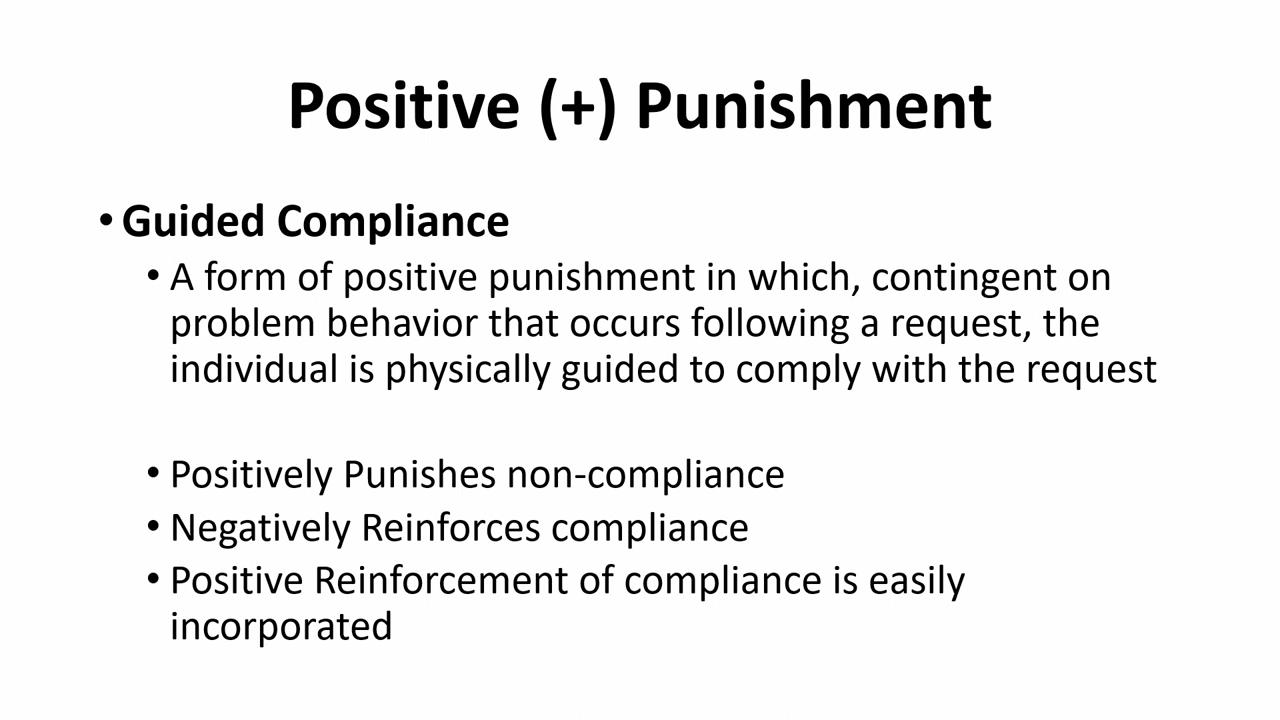 Positive (+) Punishment
• Guided Compliance
• A form of positive punishment in which, contingent on
problem behavior that occurs following a request, the
individual is physically guided to comply with the request
• Positively Punishes non-compliance
• Negatively Reinforces compliance
• Positive Reinforcement of compliance is easily
incorporated